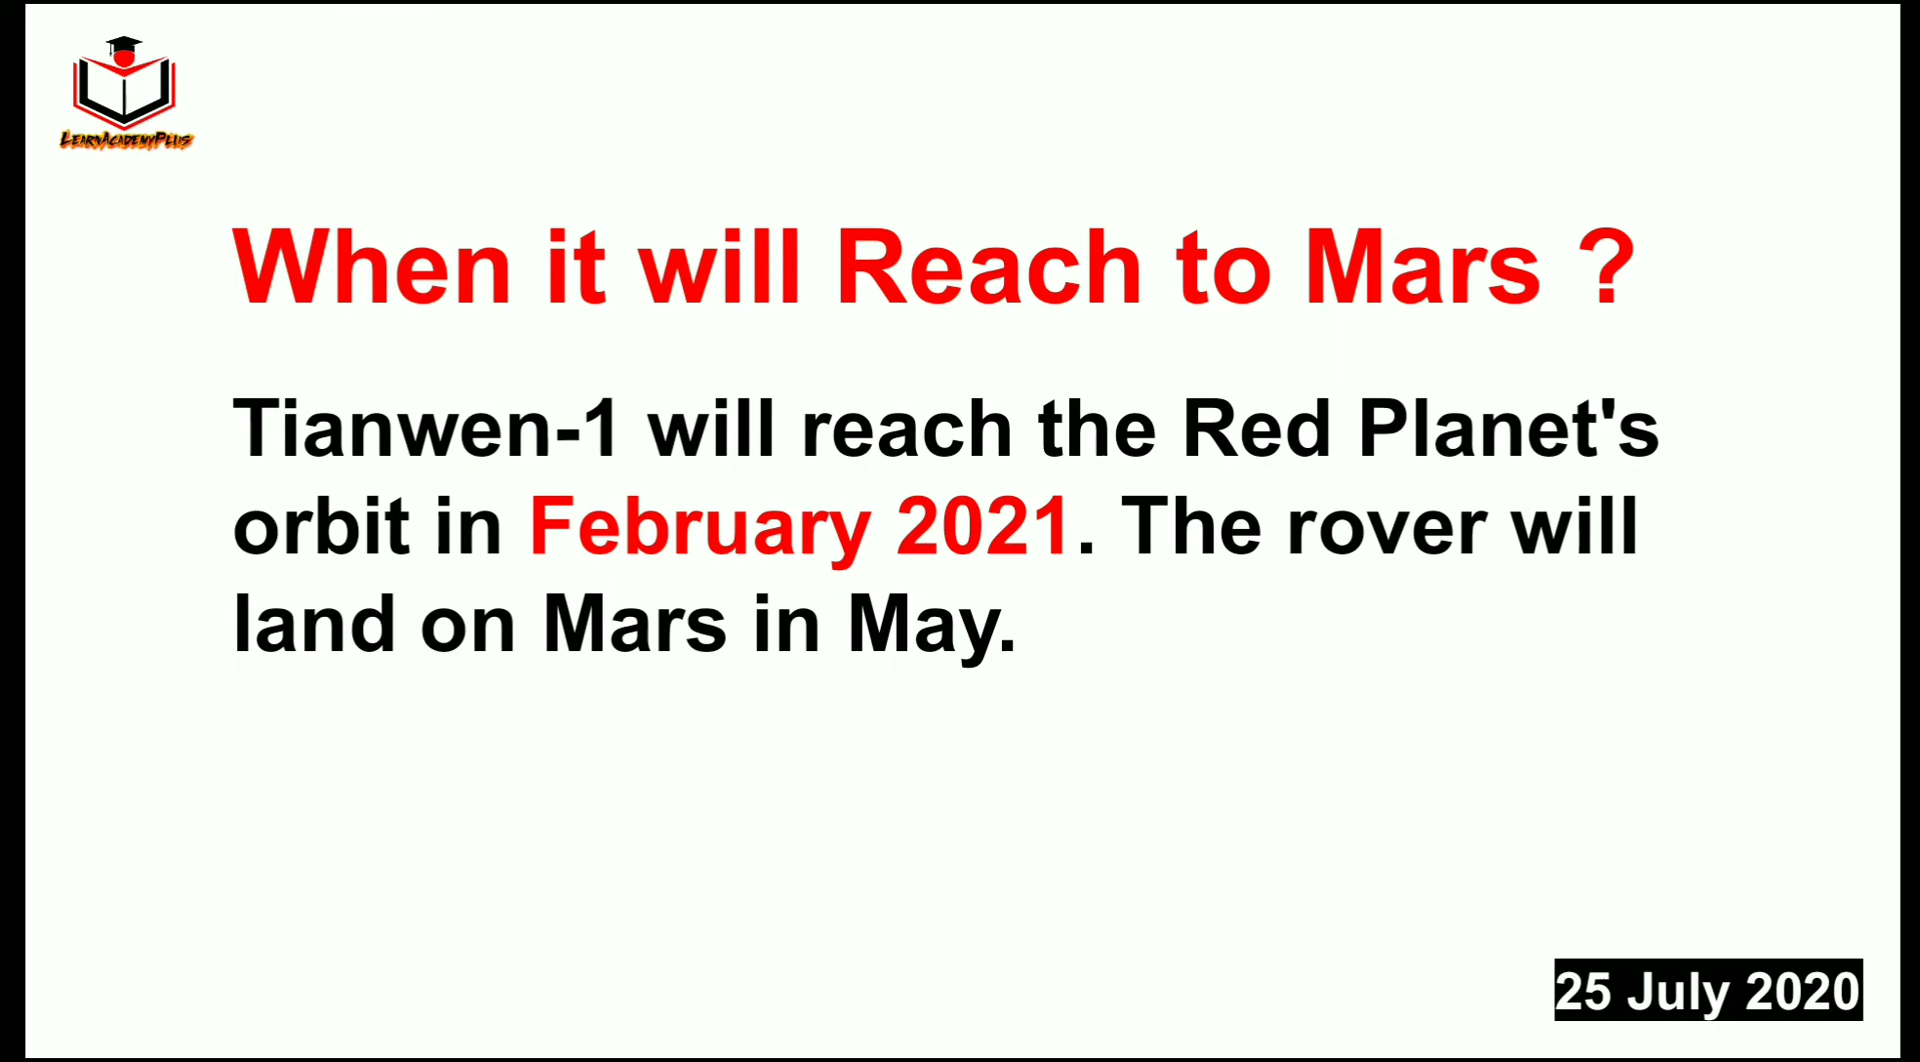 LearnAcademyPlus
When it will Reach to Mars ?
Tianwen-1 will reach the Red Planet's
orbit in February 2021. The rover will
land on Mars in May.
25 July 2020